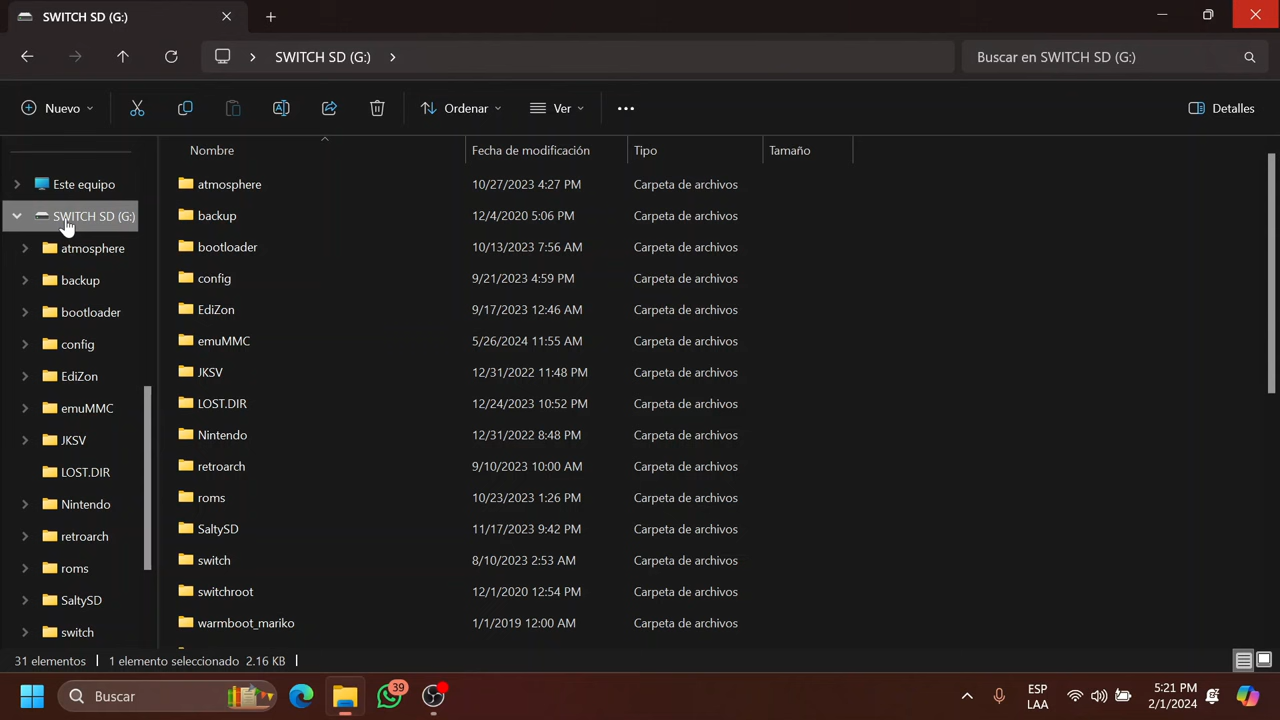 SWITCH SD (G:)
SWITCH SD (G:)
Buscar en SWITCH SD (G:)
Nuevo
Ordenar
Ver
Detalles
Este equipo
SWITCH SD (G:)
atmosphere
backup
bootloader
config
EdiZon
emuMMC
JKSV
LOST.DIR
Nintendo
retroarch
roms
SaltySD
switch
Nombre Fecha de modificación Tipo Tamaño
atmosphere 10/27/2023 4:27 PM Carpeta de archivos
backup 12/4/2020 5:06 PM Carpeta de archivos
bootloader 10/13/2023 7:56 AM Carpeta de archivos
config 9/21/2023 4:59 PM Carpeta de archivos
EdiZon 9/17/2023 12:46 AM Carpeta de archivos
emuMMC 5/26/2024 11:55 AM Carpeta de archivos
JKSV 12/31/2022 11:48 PM Carpeta de archivos
LOST.DIR 12/24/2023 10:52 PM Carpeta de archivos
Nintendo 12/31/2022 8:48 PM Carpeta de archivos
retroarch 9/10/2023 10:00 AM Carpeta de archivos
roms 10/23/2023 1:26 PM Carpeta de archivos
SaltySD 11/17/2023 9:42 PM Carpeta de archivos
switch 8/10/2023 2:53 AM Carpeta de archivos
switchroot 12/1/2020 12:54 PM Carpeta de archivos
warmboot_mariko 1/1/2019 12:00 AM Carpeta de archivos
31 elementos 1 elemento seleccionado 2.16 KB
Buscar
39
ESP
LAA
5:21 PM
2/1/2024